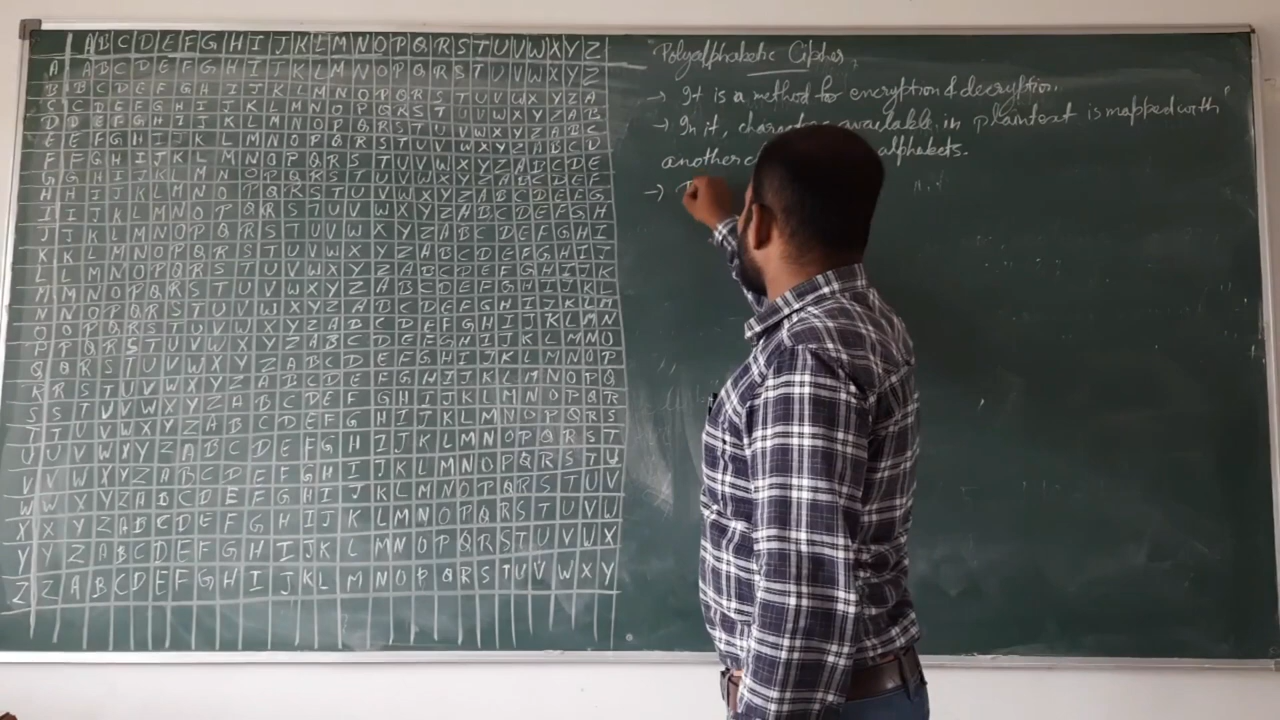 A B C D E F G H I J K L M N O P Q R S T U V W X Y Z
A A B C D E F G H I J K L M N O P Q R S T U V W X Y Z
B B C D E F G H I J K L M N O P Q R S T U V W X Y Z A
C C D E F G H I J K L M N O P Q R S T U V W X Y Z A B
D D E F G H I J K L M N O P Q R S T U V W X Y Z A B C
E E F G H I J K L M N O P Q R S T U V W X Y Z A B C D
F F G H I J K L M N O P Q R S T U V W X Y Z A B C D E
G G H I J K L M N O P Q R S T U V W X Y Z A B C D E F
H H I J K L M N O P Q R S T U V W X Y Z A B C D E F G
I I J K L M N O P Q R S T U V W X Y Z A B C D E F G H
J J K L M N O P Q R S T U V W X Y Z A B C D E F G H I
K K L M N O P Q R S T U V W X Y Z A B C D E F G H I J
L L M N O P Q R S T U V W X Y Z A B C D E F G H I J K
M M N O P Q R S T U V W X Y Z A B C D E F G H I J K L
N N O P Q R S T U V W X Y Z A B C D E F G H I J K L M
O O P Q R S T U V W X Y Z A B C D E F G H I J K L M N
P P Q R S T U V W X Y Z A B C D E F G H I J K L M N O
Q Q R S T U V W X Y Z A B C D E F G H I J K L M N O P
R R S T U V W X Y Z A B C D E F G H I J K L M N O P Q
S S T U V W X Y Z A B C D E F G H I J K L M N O P Q R
T T U V W X Y Z A B C D E F G H I J K L M N O P Q R S
U U V W X Y Z A B C D E F G H I J K L M N O P Q R S T
V V W X Y Z A B C D E F G H I J K L M N O P Q R S T U
W W X Y Z A B C D E F G H I J K L M N O P Q R S T U V
X X Y Z A B C D E F G H I J K L M N O P Q R S T U V W
Y Y Z A B C D E F G H I J K L M N O P Q R S T U V W X
Z Z A B C D E F G H I J K L M N O P Q R S T U V W X Y
Polyalphabetic Cipher,
→ It is a method for encryption & decryption.
→ In it, characters available in plaintext is mapped with
another alphabets.
→